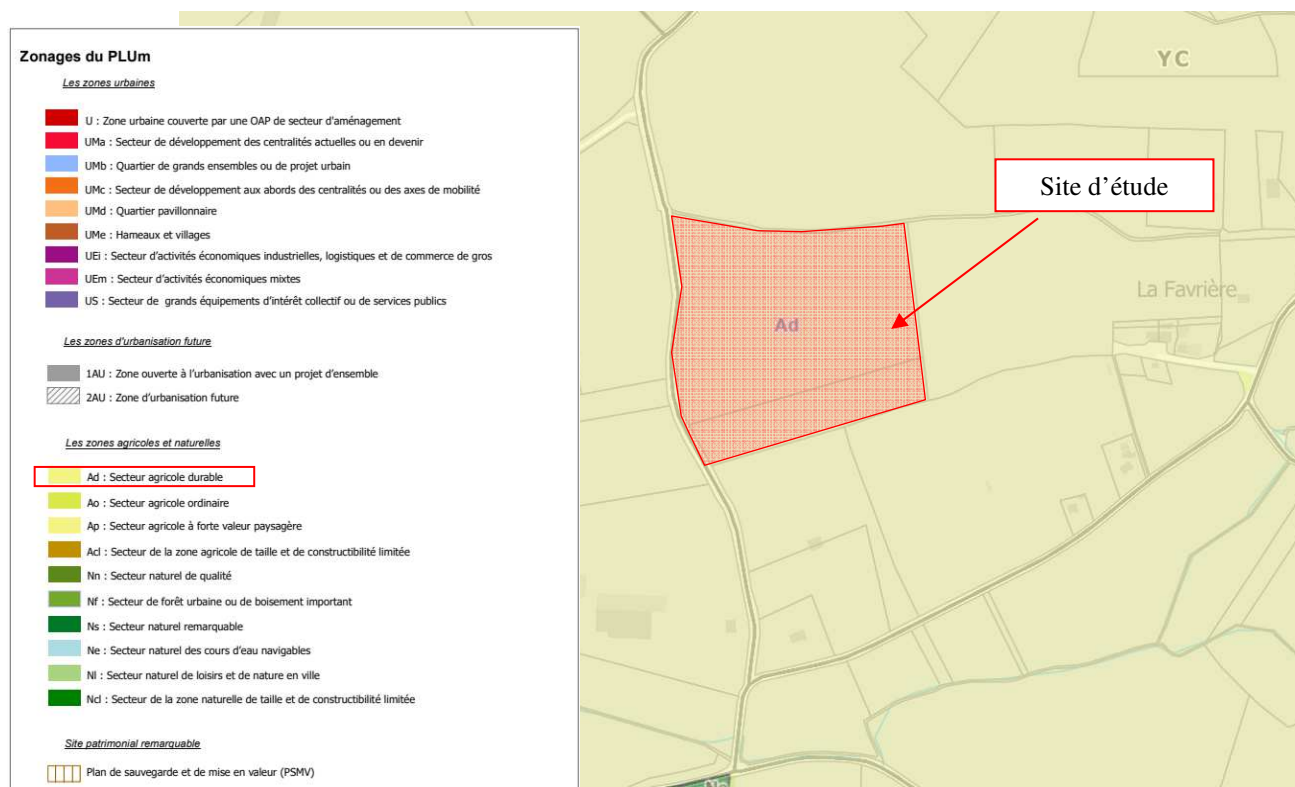 Zonages du PLUm
Les zones urbaines
U : Zone urbaine couverte par une OAP de secteur d'aménagement
UMa : Secteur de développement des centralités actuelles ou en devenir
UMb : Quartier de grands ensembles ou de projet urbain
UMc : Secteur de développement aux abords des centralités ou des axes de mobilité
UMd : Quartier pavillonnaire
UMe : Hameaux et villages
UEi : Secteur d'activités économiques industrielles, logistiques et de commerce de gros
UEm : Secteur d'activités économiques mixtes
US : Secteur de grands équipements d'intérêt collectif ou de services publics
Les zones d'urbanisation future
1AU : Zone ouverte à l'urbanisation avec un projet d'ensemble
2AU : Zone d'urbanisation future
Les zones agricoles et naturelles
Ad : Secteur agricole durable
Ao : Secteur agricole ordinaire
Ap : Secteur agricole à forte valeur paysagère
Acl : Secteur de la zone agricole de taille et de constructibilité limitée
Nn : Secteur naturel de qualité
Nf : Secteur de forêt urbaine ou de boisement important
Ns : Secteur naturel remarquable
Ne : Secteur naturel des cours d'eau navigables
Nl : Secteur naturel de loisirs et de nature en ville
Ncl : Secteur de la zone naturelle de taille et de constructibilité limitée
Site patrimonial remarquable
Plan de sauvegarde et de mise en valeur (PSMV)
YC
Site d'étude
La Favrière
Ad